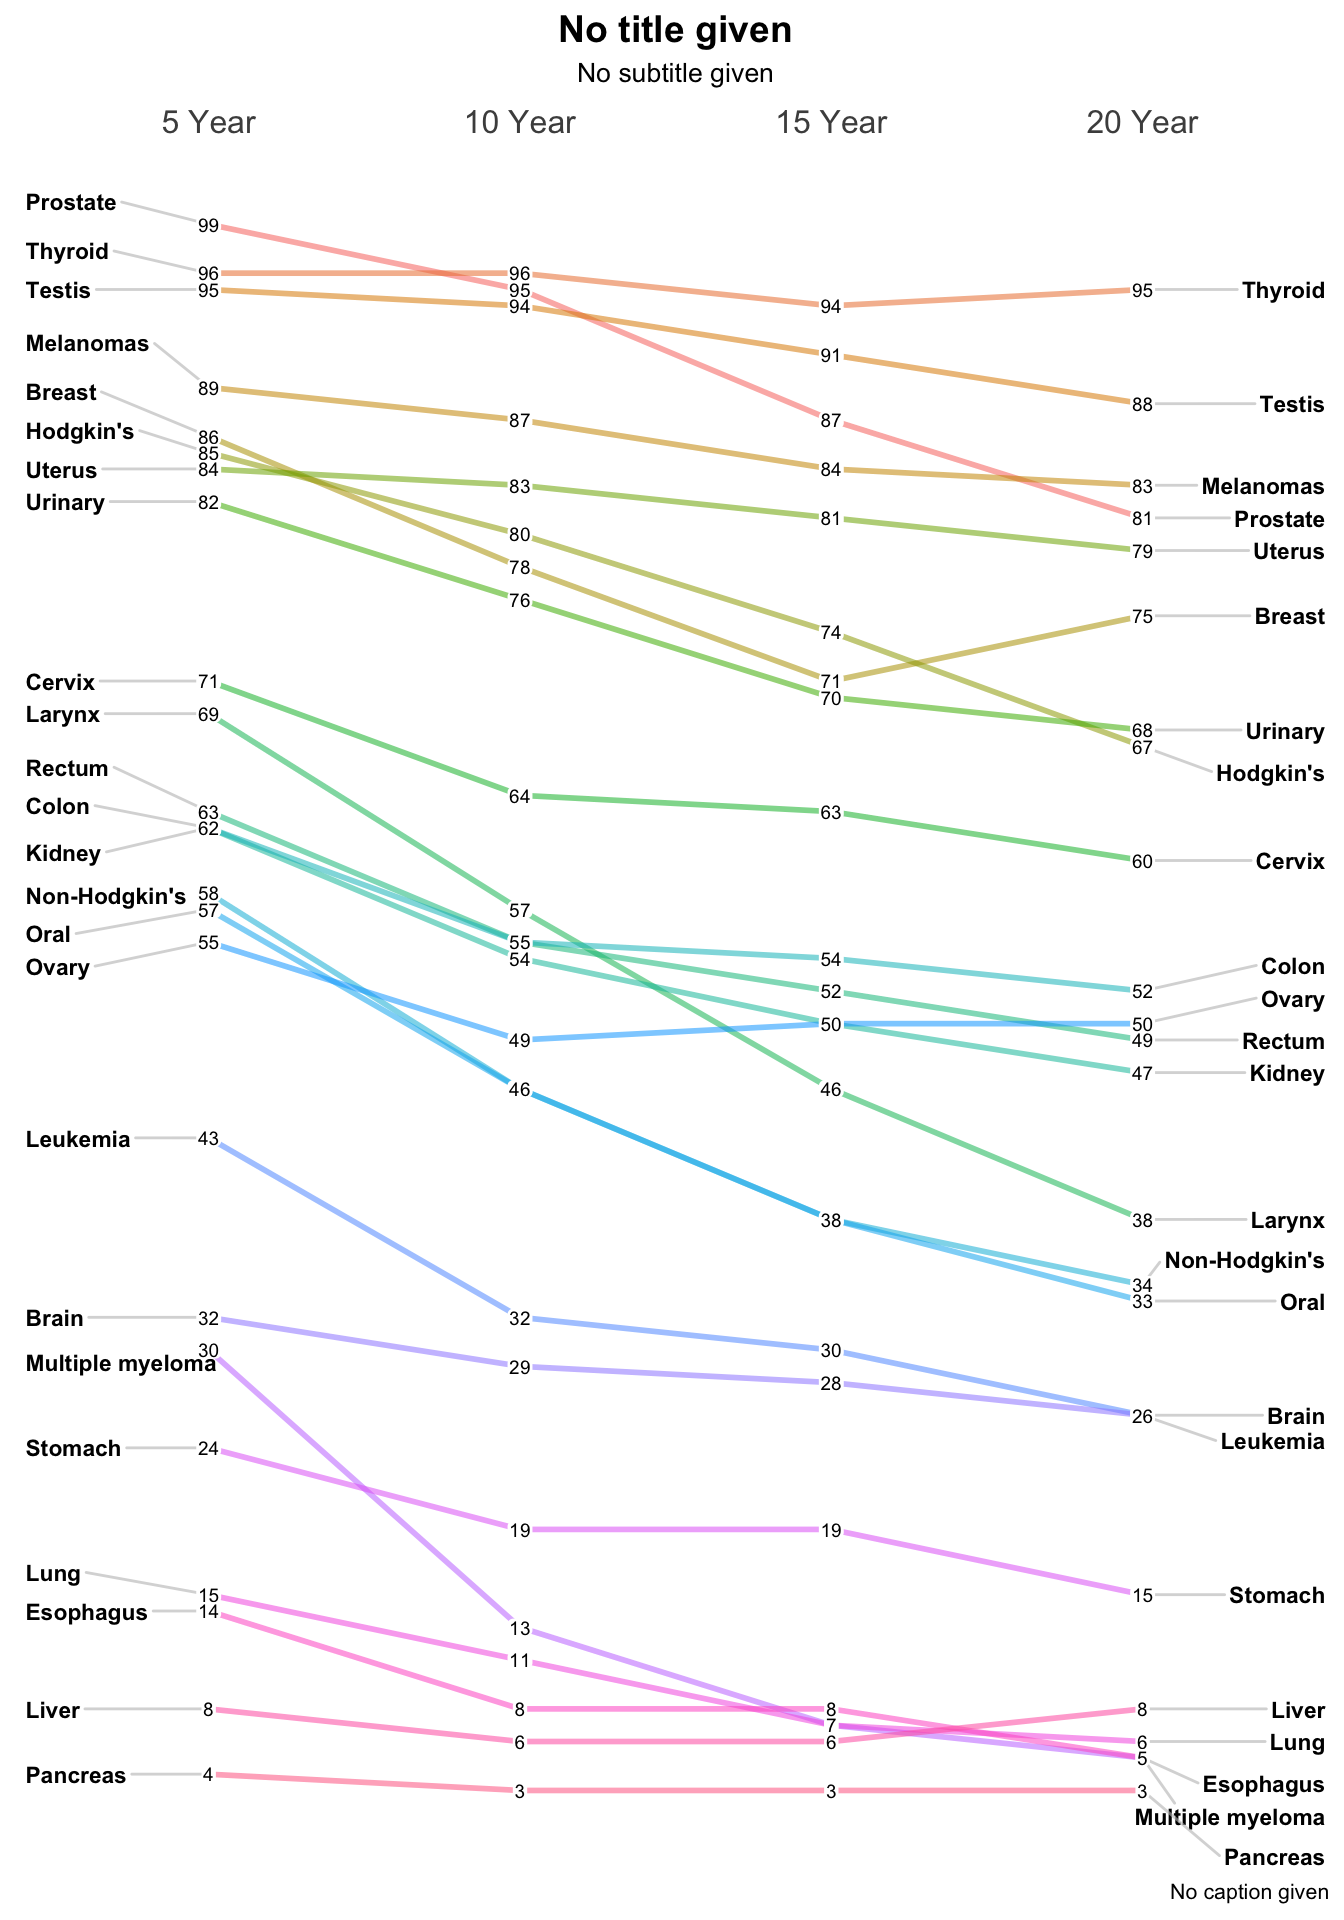 No title given
No subtitle given
5 Year 10 Year 15 Year 20 Year
Prostate
99
Thyroid
96 96
95
Testis 95 94 94 95 Thyroid
Melanomas
91
89 87 87 88 Testis
Breast
86
Hodgkin's
85
Uterus 84 83 84 83 Melanomas
Urinary 82 80 81 81 Prostate
79 Uterus
78
76 74 75 Breast
Cervix 71 71
70
Larynx 69 68 Urinary
67
Hodgkin's
Rectum
64 63
63
Colon
62
Kidney
60 Cervix
Non-Hodgkin's 58
57 57
Oral
Ovary 55 55 54 Colon
54
52 52
Ovary
49 50 50
49 Rectum
47 Kidney
46 46
Leukemia 43
38 38 Larynx
Non-Hodgkin's
34
33 Oral
Brain 32 32
30 30
Multiple myeloma 29 28
26 Brain
Leukemia
Stomach 24
19 19
Lung
15 15 Stomach
Esophagus 14
13
11
Liver 8 8 8 8 Liver
7
6 6 6 Lung
5
Pancreas 4 3 3 3
Esophagus
Multiple myeloma
Pancreas
No caption given